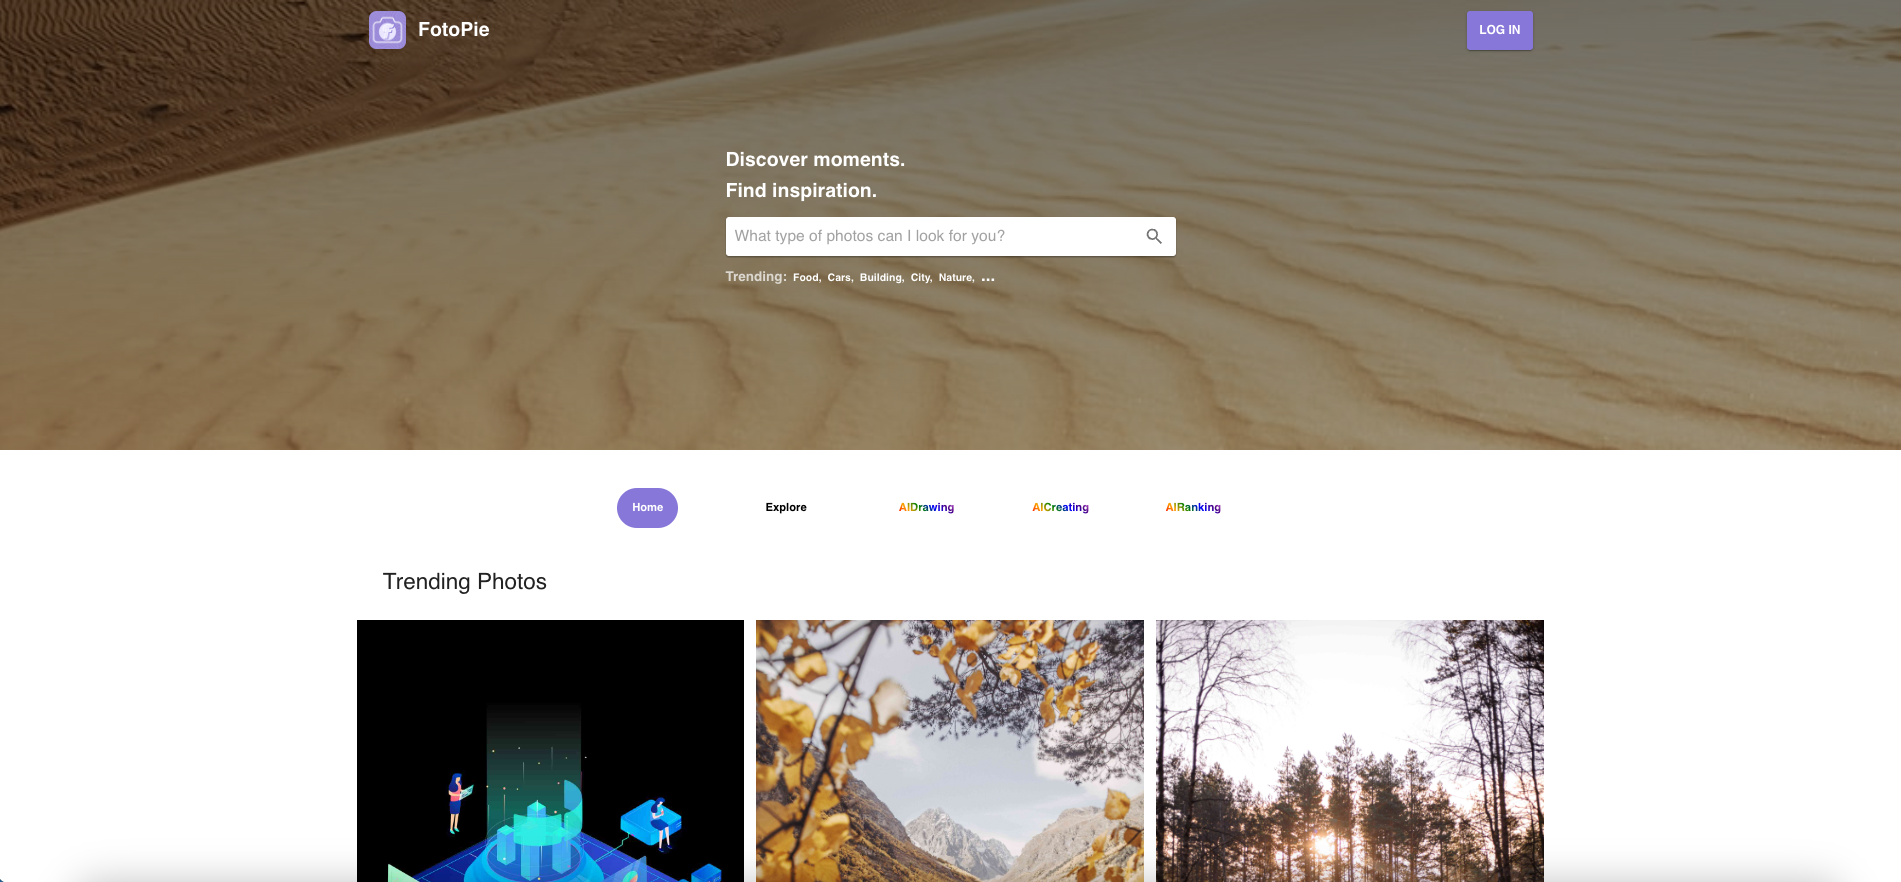 FotoPie
LOG IN
Discover moments.
Find inspiration.
What type of photos can I look for you?
Trending: Food, Cars, Building, City, Nature, ...
Home
Explore
AIDrawing
AICreating
AIRanking
Trending Photos